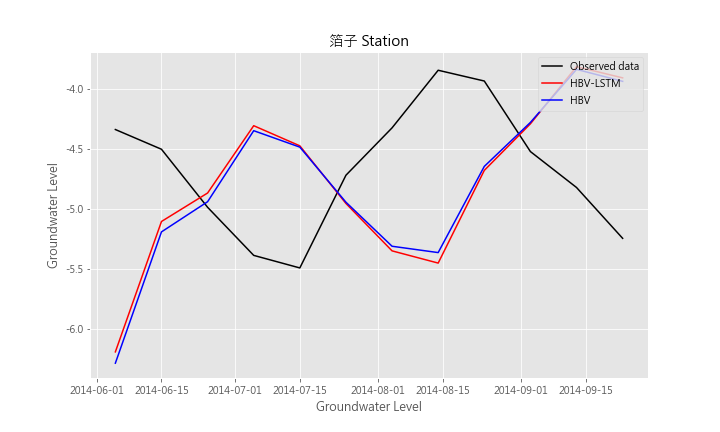 箔子 Station
Observed data
HBV-LSTM
HBV
-4.0
-4.5
-5.0
-5.5
-6.0
Groundwater Level
2014-06-01 2014-06-15 2014-07-01 2014-07-15 2014-08-01 2014-08-15 2014-09-01 2014-09-15
Groundwater Level